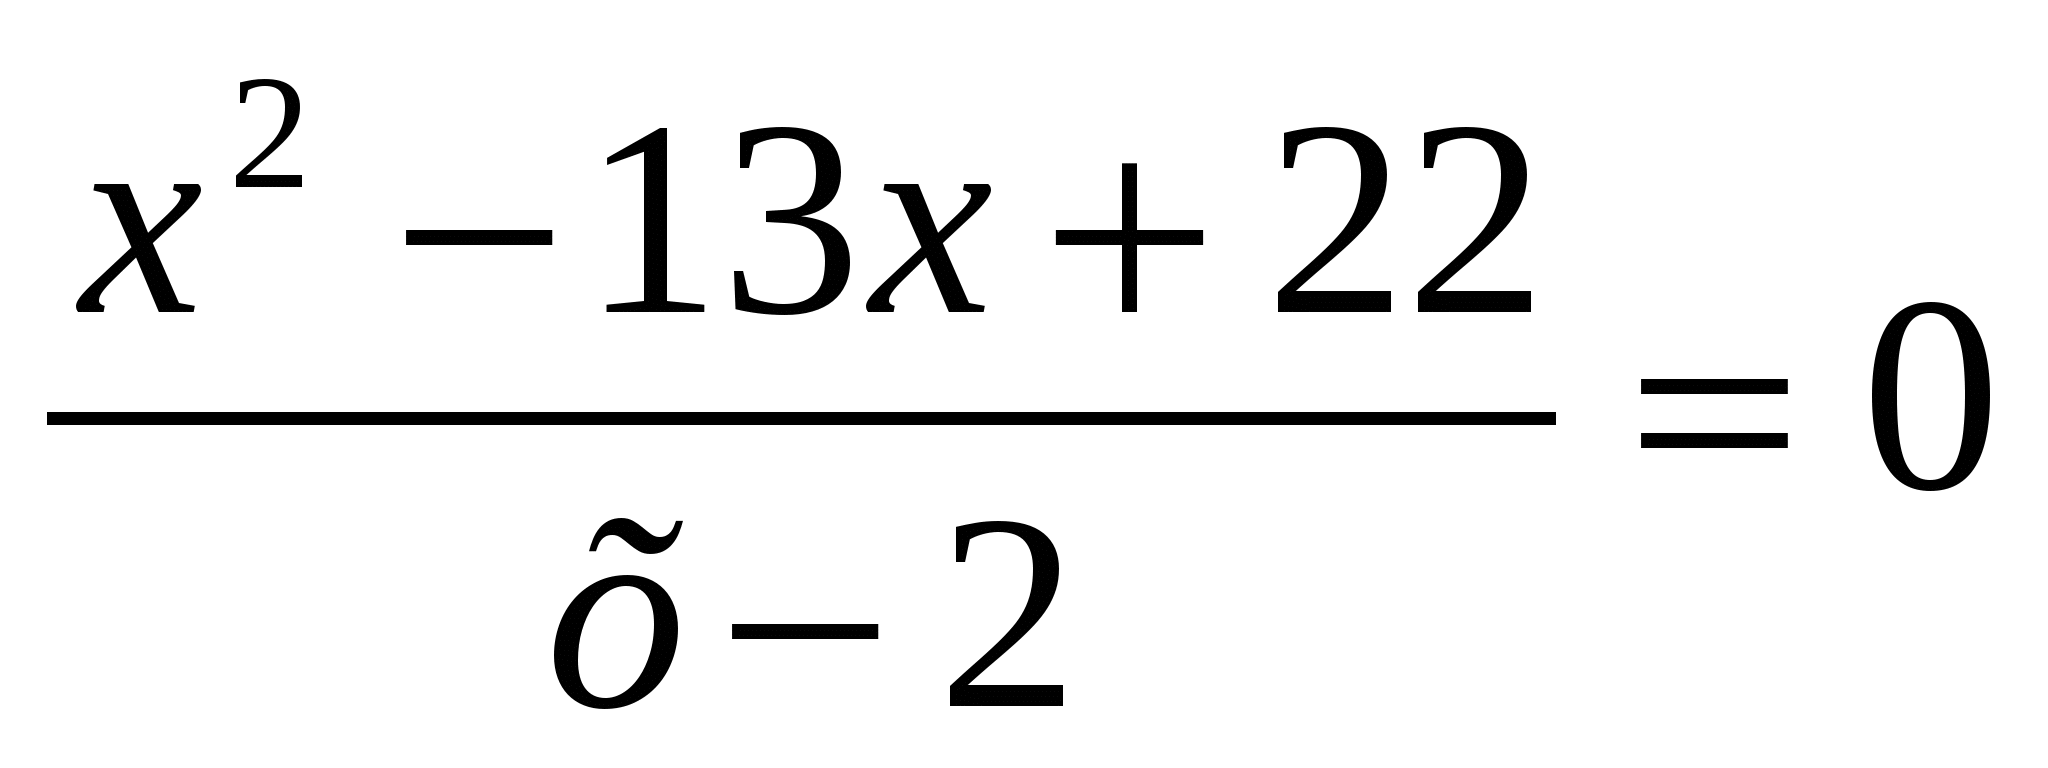 x² − 13x + 22
õ − 2
= 0